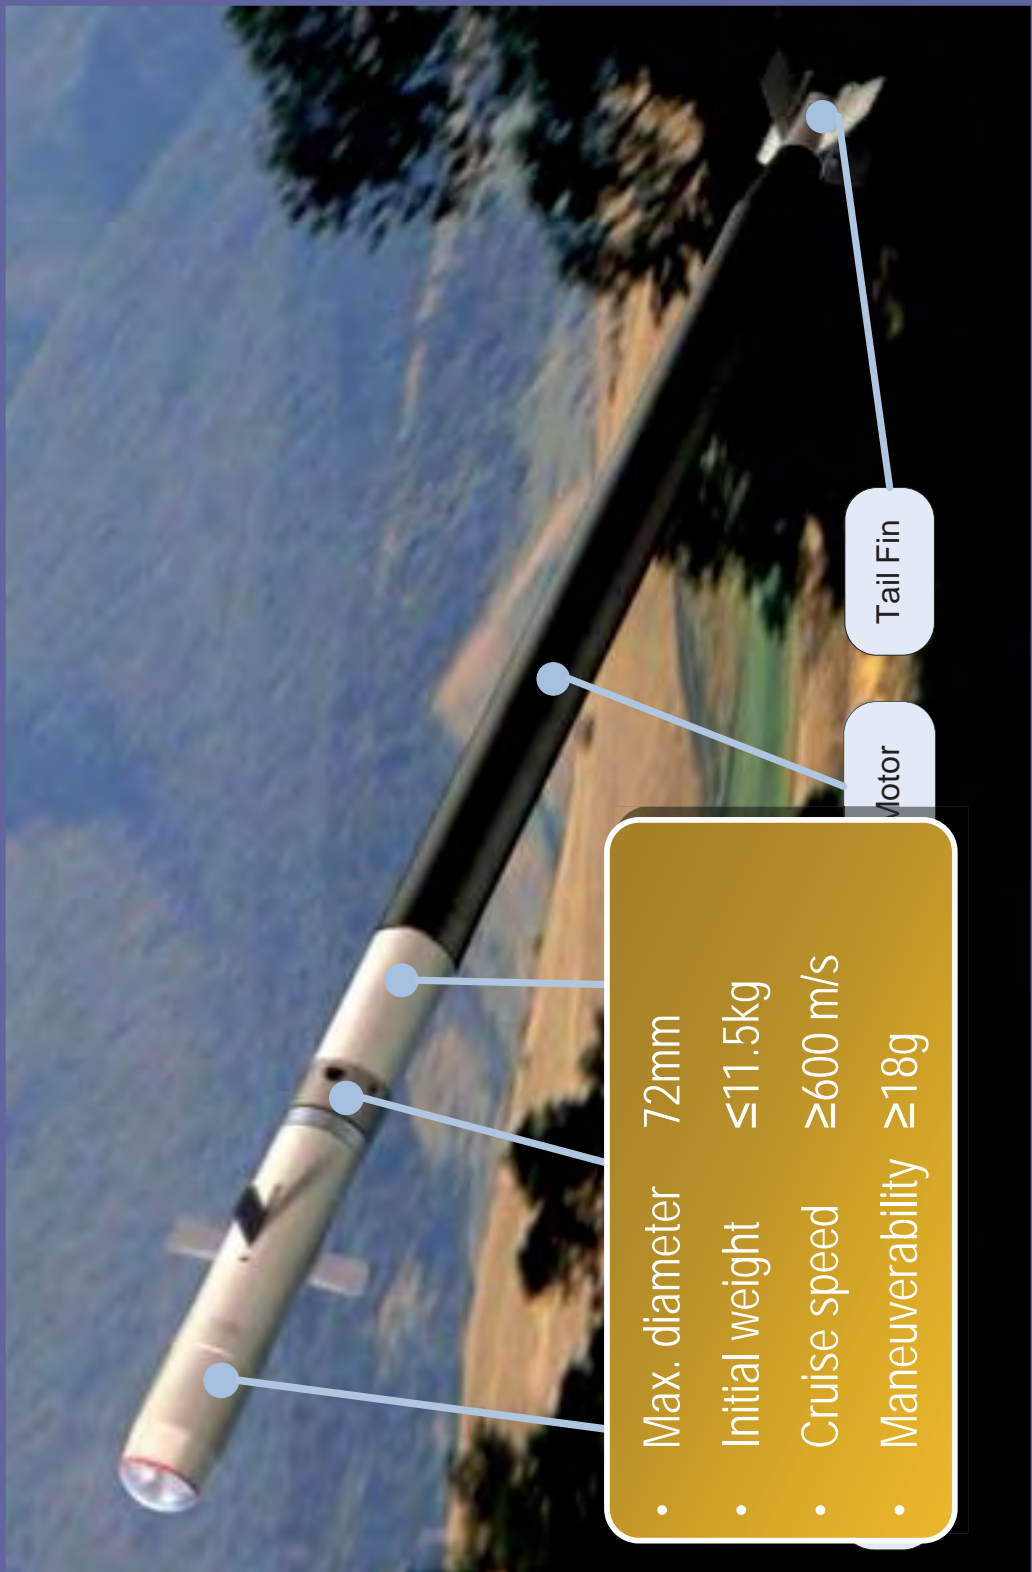 Tail Fin
Motor
• Max. diameter 72mm
• Initial weight ≤11.5kg
• Cruise speed ≥600 m/s
• Maneuverability ≥18g